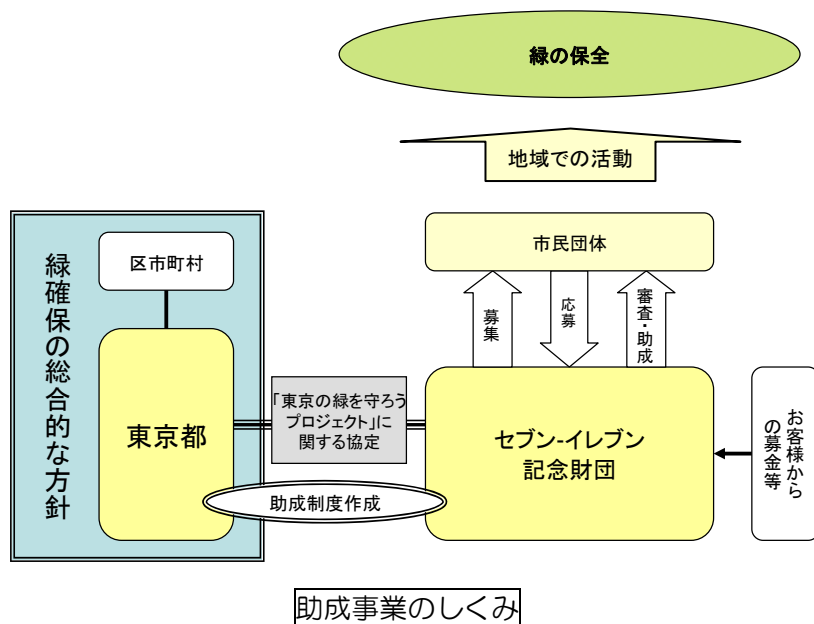 緑の保全
地域での活動
市民団体
募集
応募
審査・助成
緑確保の総合的な方針
区市町村
東京都
「東京の緑を守ろう
プロジェクト」に
関する協定
助成制度作成
セブン-イレブン
記念財団
お客様から
の募金等
助成事業のしくみ